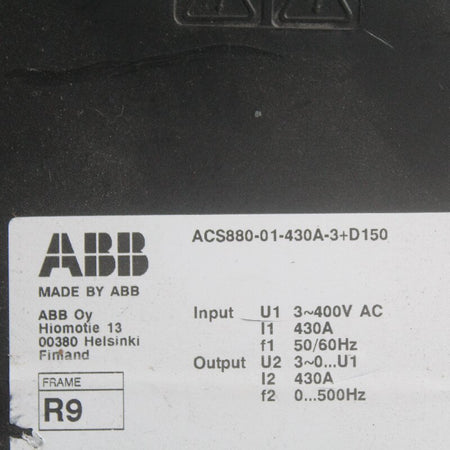 ABB
MADE BY ABB
ABB Oy
Hiomotie 13
00380 Helsinki
Finland
FRAME
R9
ACS880-01-430A-3+D150
Input U1 3~400V AC
I1 430A
f1 50/60Hz
Output U2 3~0...U1
I2 430A
f2 0...500Hz